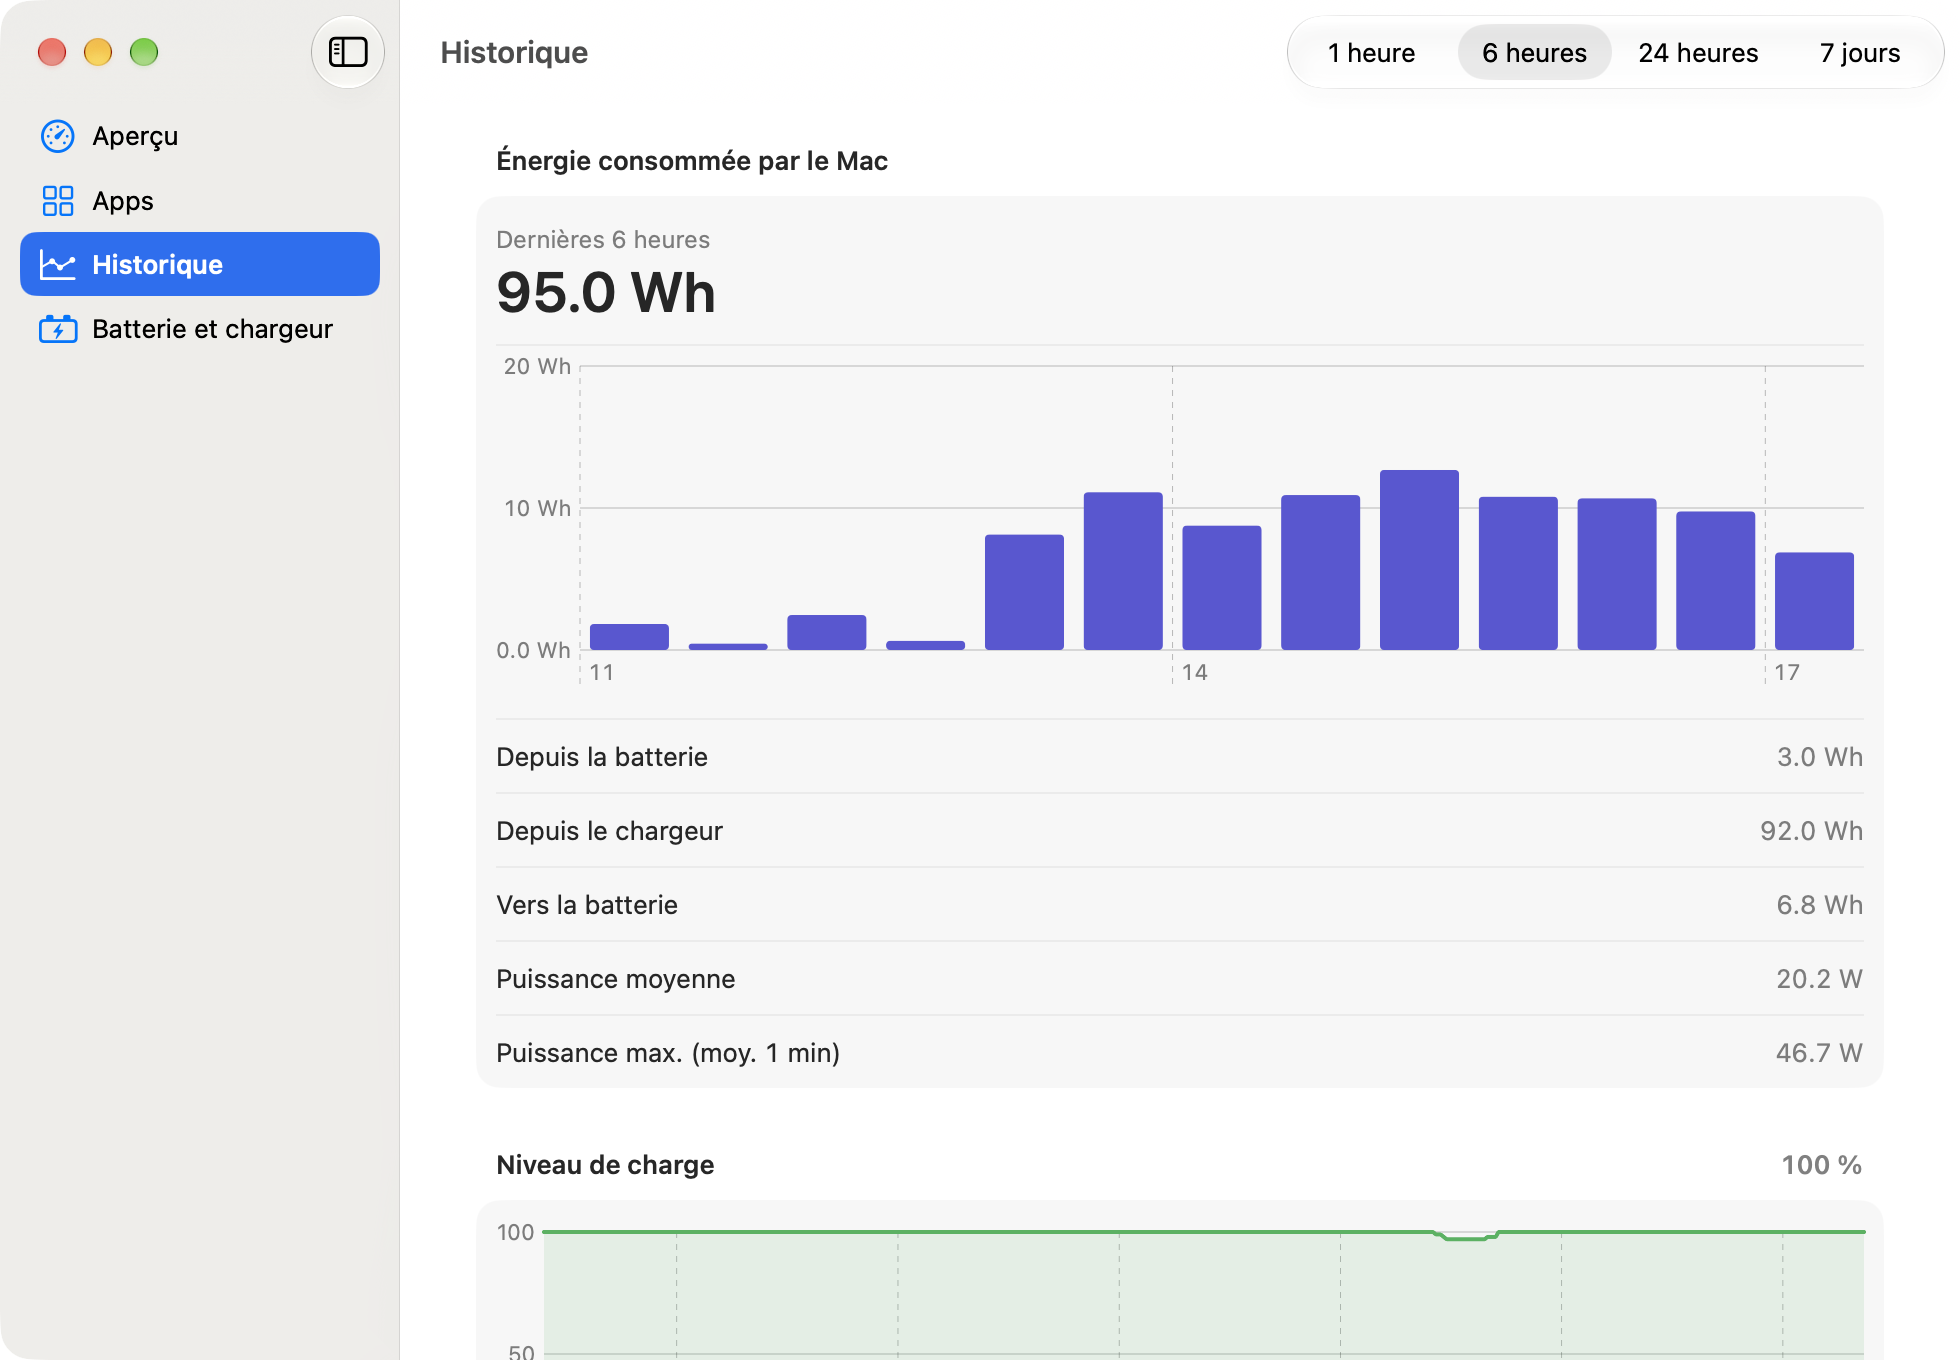 Historique
1 heure
6 heures
24 heures
7 jours
Aperçu
Apps
Historique
Batterie et chargeur
Énergie consommée par le Mac
Dernières 6 heures
95.0 Wh
20 Wh
10 Wh
0.0 Wh
11
14
17
Depuis la batterie 3.0 Wh
Depuis le chargeur 92.0 Wh
Vers la batterie 6.8 Wh
Puissance moyenne 20.2 W
Puissance max. (moy. 1 min) 46.7 W
Niveau de charge 100 %
100
50